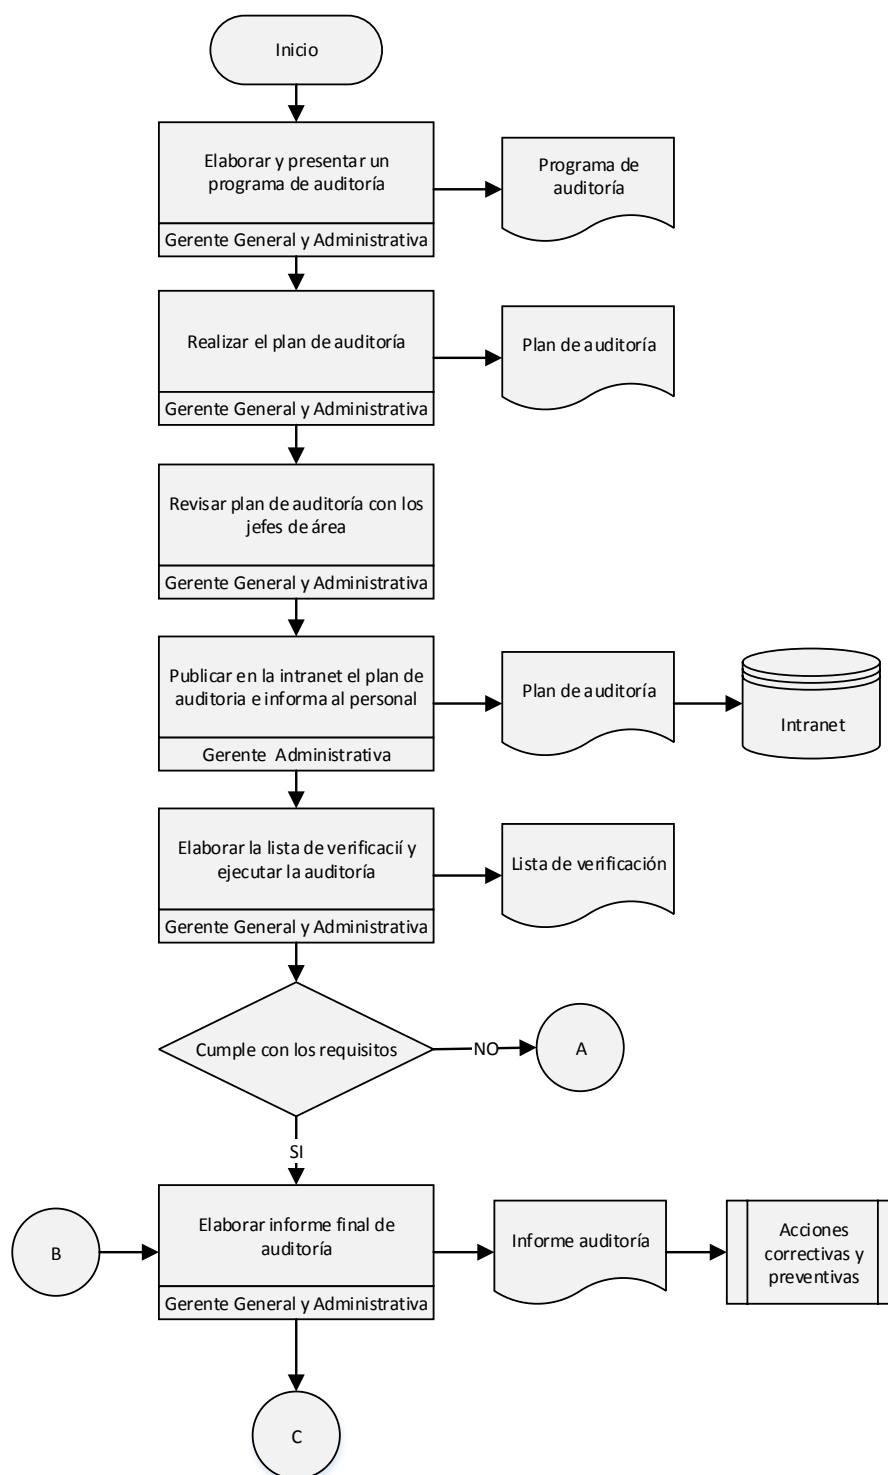 Inicio
Elaborar y presentar un
programa de auditoría
Gerente General y Administrativa
Programa de
auditoría
Realizar el plan de auditoría
Gerente General y Administrativa
Plan de auditoría
Revisar plan de auditoría con los
jefes de área
Gerente General y Administrativa
Publicar en la intranet el plan de
auditoria e informa al personal
Gerente  Administrativa
Plan de auditoría
Intranet
Elaborar la lista de verificacií y
ejecutar la auditoría
Gerente General y Administrativa
Lista de verificación
Cumple con los requisitos
NO
A
SI
B
Elaborar informe final de
auditoría
Gerente General y Administrativa
Informe auditoría
Acciones
correctivas y
preventivas
C